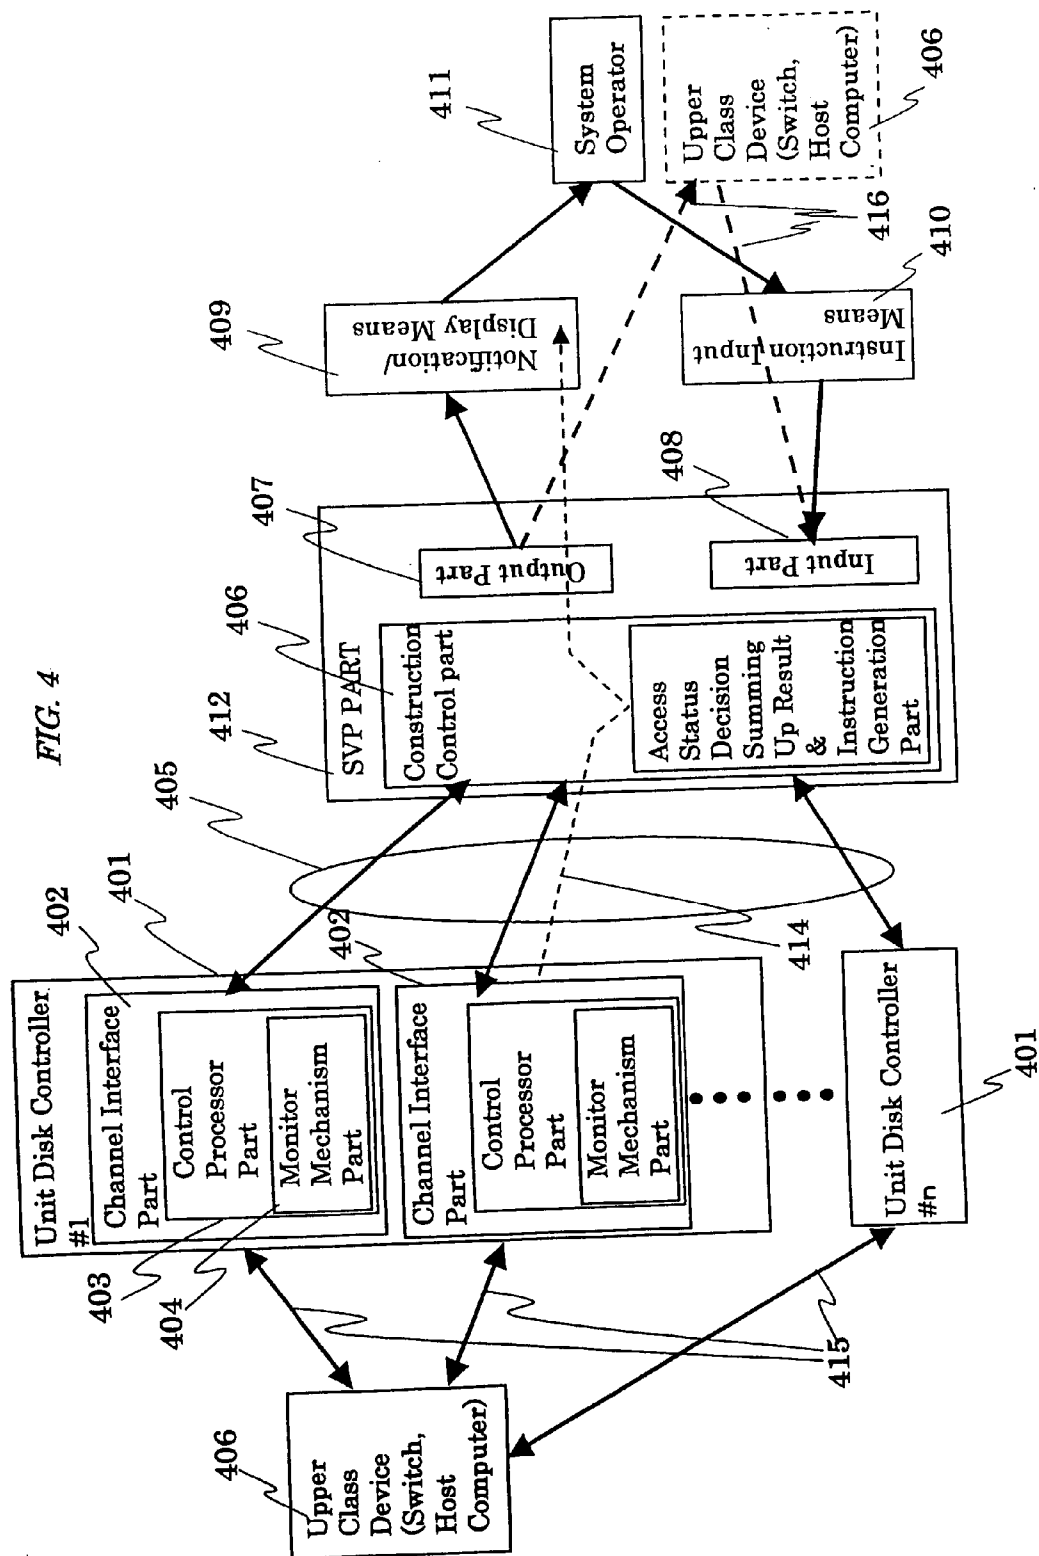 FIG. 4
406
Upper
Class
Device
(Switch,
Host
Computer)
415
403
404
Unit Disk Controller
#1
Channel Interface
Part
Control
Processor
Part
Monitor
Mechanism
Part
402
401
405
Channel Interface
Part
Control
Processor
Part
Monitor
Mechanism
Part
402
414
Unit Disk Controller
#n
401
412
SVP PART
406
Construction
Control part
Access
Status
Decision
Summing
Up Result
&
Instruction
Generation
Part
407
Output Part
408
Input Part
409
Notification/
Display Means
Instruction Input
Means
410
416
411
System
Operator
Upper
Class
Device
(Switch,
Host
Computer)
406